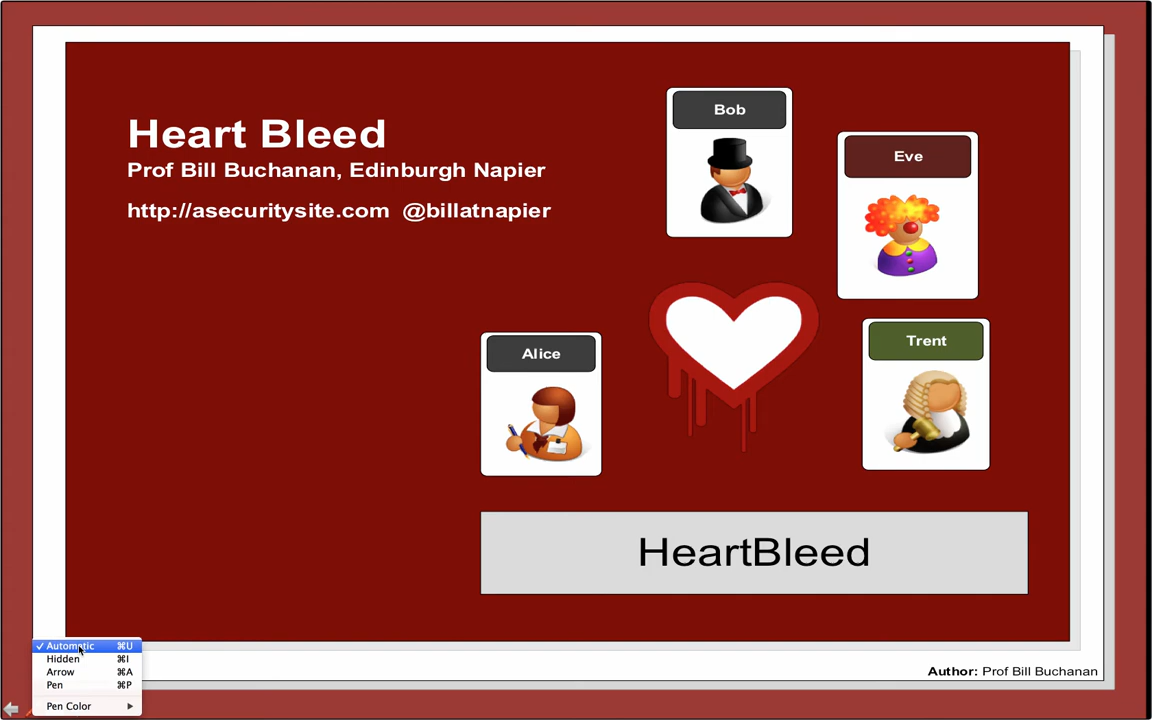 Heart Bleed
Prof Bill Buchanan, Edinburgh Napier
http://asecuritysite.com @billatnapier
Bob
Eve
Trent
Alice
HeartBleed
✓ Automatic ⌘U
Hidden ⌘I
Arrow ⌘A
Pen ⌘P
Pen Color ▶
Author: Prof Bill Buchanan